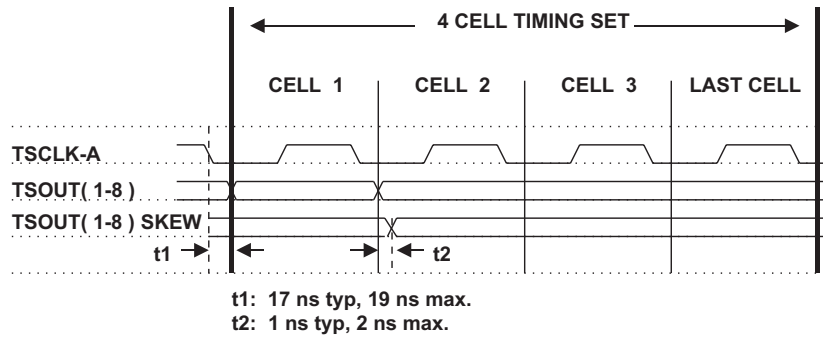 4 CELL TIMING SET
CELL 1 CELL 2 CELL 3 LAST CELL
TSCLK-A
TSOUT( 1-8 )
TSOUT( 1-8 ) SKEW
t1 t2
t1: 17 ns typ, 19 ns max.
t2: 1 ns typ, 2 ns max.